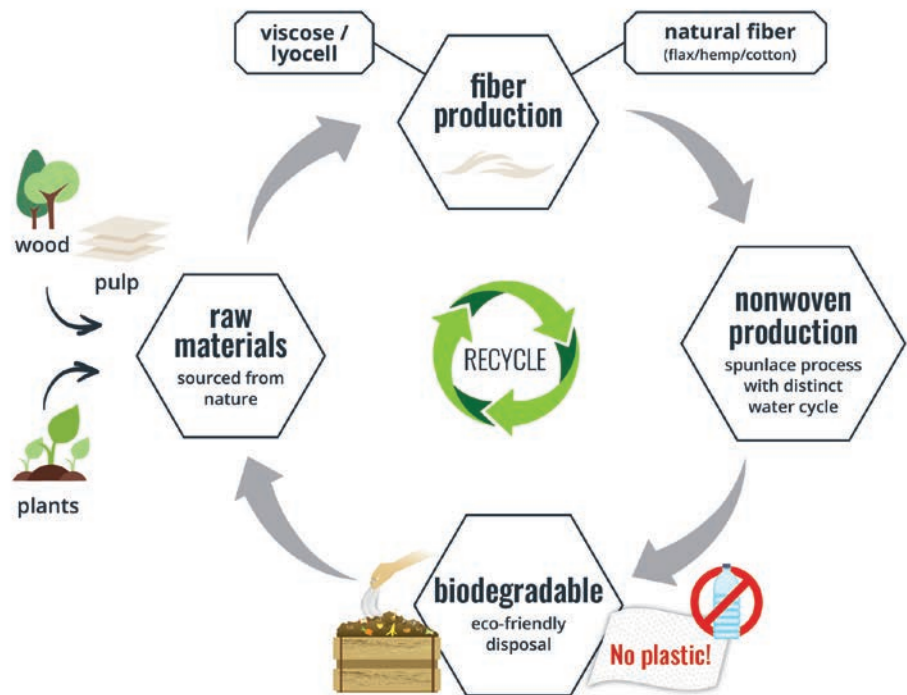 viscose /
lyocell
natural fiber
(flax/hemp/cotton)
fiber
production
wood
pulp
raw
materials
sourced from
nature
plants
RECYCLE
nonwoven
production
spunlace process
with distinct
water cycle
biodegradable
eco-friendly
disposal
No plastic!